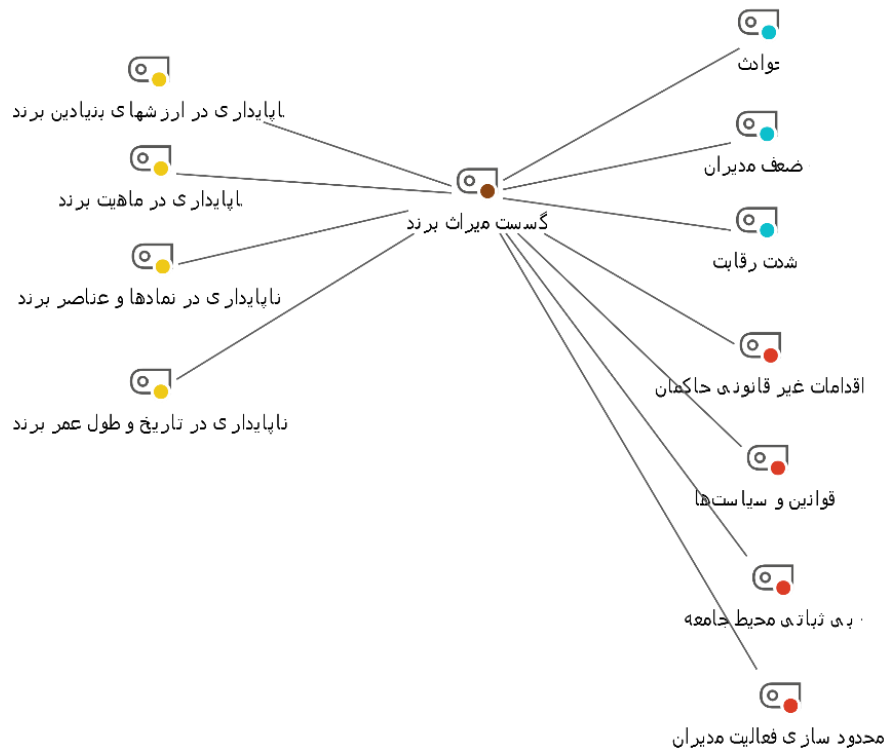 حوادث
ناپایداری در ارزشهای بنیادین برند
ضعف مدیران
ناپایداری در ماهیت برند
گسست میراث برند
شدت رقابت
ناپایداری در نمادها و عناصر برند
اقدامات غیر قانونی حاکمان
ناپایداری در تاریخ و طول عمر برند
قوانین و سیاست‌ها
بی ثباتی محیط جامعه
محدود سازی فعالیت مدیران